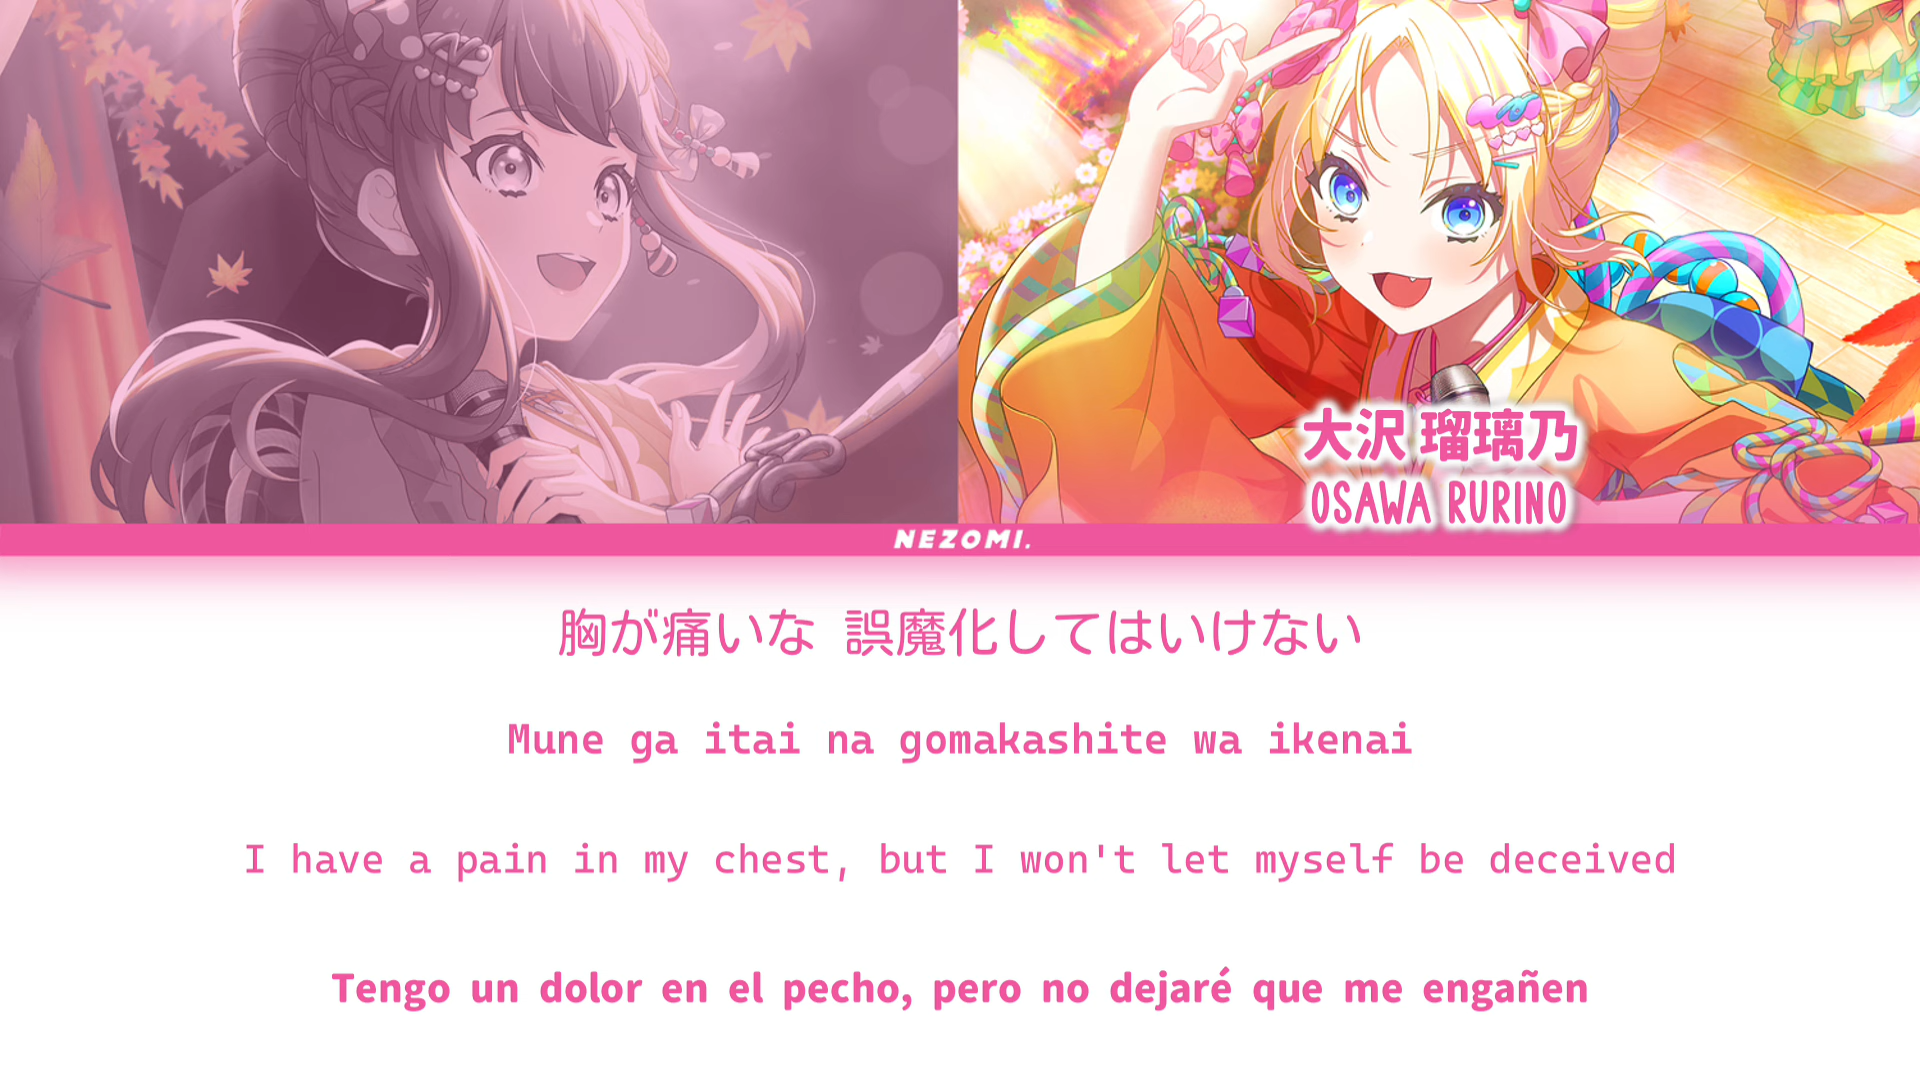 大沢 瑠璃乃
OSAWA RURINO
NEZOMI.
胸が痛いな 誤魔化してはいけない
Mune ga itai na gomakashite wa ikenai
I have a pain in my chest, but I won't let myself be deceived
Tengo un dolor en el pecho, pero no dejaré que me engañen